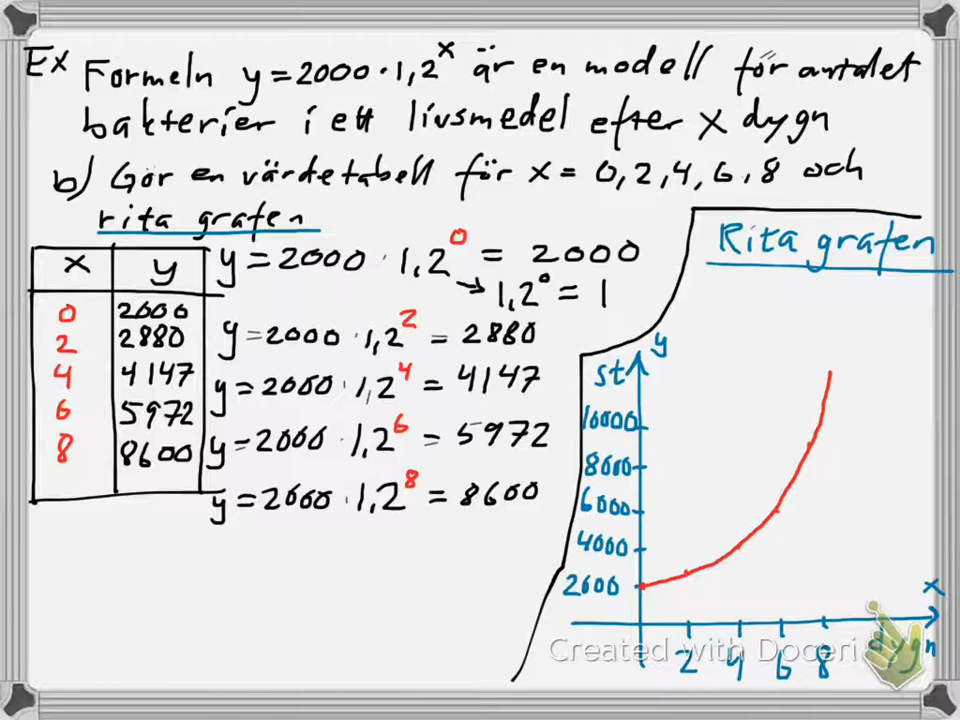 Ex Formeln y = 2000 · 1,2^x är en modell för antalet
bakterier i ett livsmedel efter x dygn
b) Gör en värdetabell för x = 0, 2, 4, 6, 8 och
rita grafen
x y
0 2000
2 2880
4 4147
6 5972
8 8600
y = 2000 · 1,2^0 = 2000
→ 1,2^0 = 1
y = 2000 · 1,2^2 = 2880
y = 2000 · 1,2^4 = 4147
y = 2000 · 1,2^6 = 5972
y = 2000 · 1,2^8 = 8600
Rita grafen
y
st
10000
8000
6000
4000
2000
x
dygn
2 4 6 8
Created with Doceri